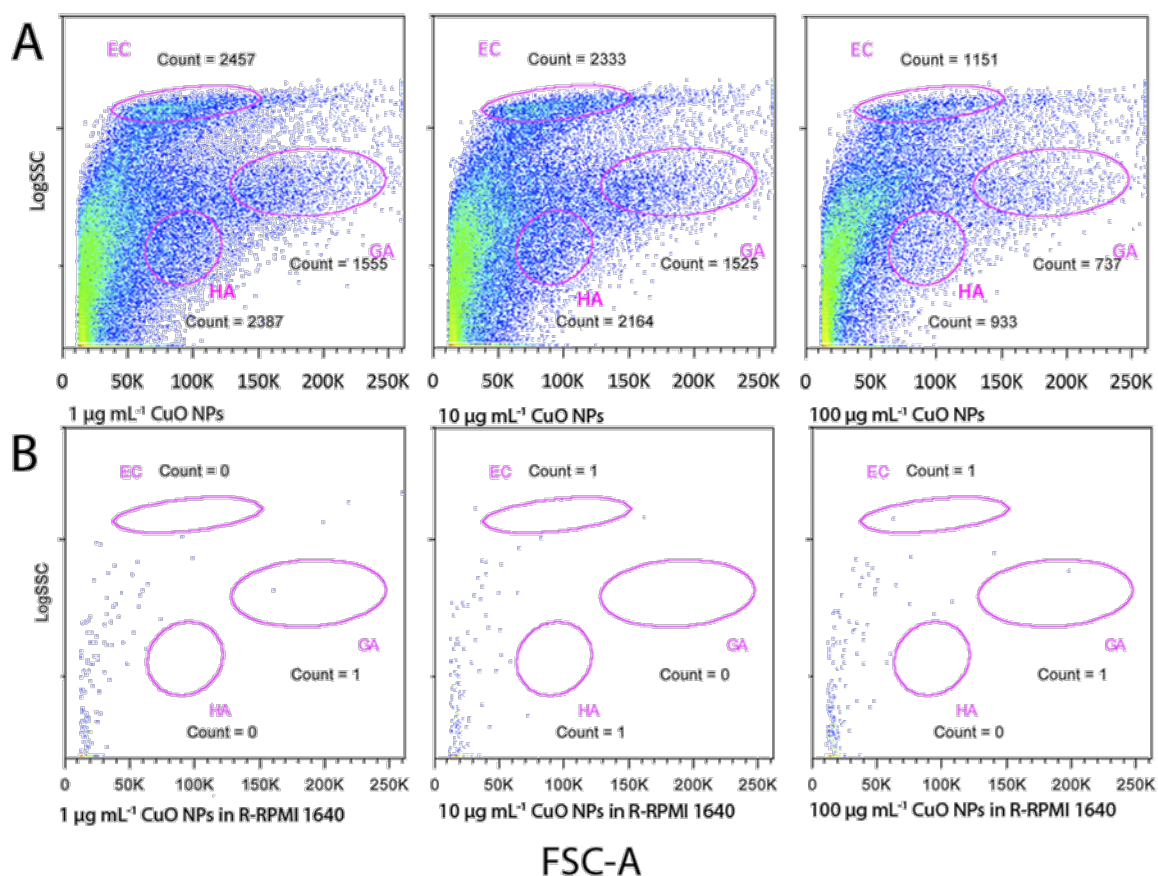 A
EC
Count = 2457
LogSSC
GA
Count = 1555
HA
Count = 2387
0 50K 100K 150K 200K 250K
1 µg mL⁻¹ CuO NPs
EC
Count = 2333
GA
Count = 1525
HA
Count = 2164
0 50K 100K 150K 200K 250K
10 µg mL⁻¹ CuO NPs
EC
Count = 1151
GA
Count = 737
HA
Count = 933
0 50K 100K 150K 200K 250K
100 µg mL⁻¹ CuO NPs
B
EC
Count = 0
LogSSC
GA
Count = 1
HA
Count = 0
0 50K 100K 150K 200K 250K
1 µg mL⁻¹ CuO NPs in R-RPMI 1640
EC
Count = 1
GA
Count = 0
HA
Count = 1
0 50K 100K 150K 200K 250K
10 µg mL⁻¹ CuO NPs in R-RPMI 1640
EC
Count = 1
GA
Count = 1
HA
Count = 0
0 50K 100K 150K 200K 250K
100 µg mL⁻¹ CuO NPs in R-RPMI 1640
FSC-A